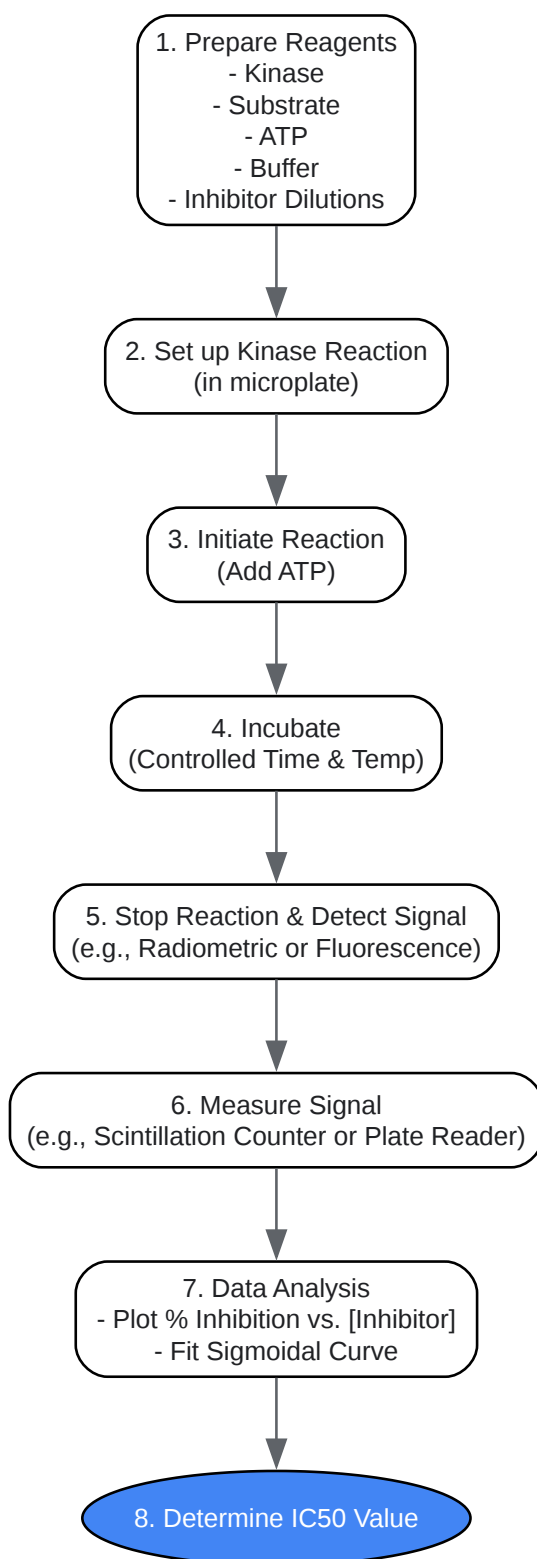 1. Prepare Reagents
- Kinase
- Substrate
- ATP
- Buffer
- Inhibitor Dilutions
2. Set up Kinase Reaction
(in microplate)
3. Initiate Reaction
(Add ATP)
4. Incubate
(Controlled Time & Temp)
5. Stop Reaction & Detect Signal
(e.g., Radiometric or Fluorescence)
6. Measure Signal
(e.g., Scintillation Counter or Plate Reader)
7. Data Analysis
- Plot % Inhibition vs. [Inhibitor]
- Fit Sigmoidal Curve
8. Determine IC50 Value